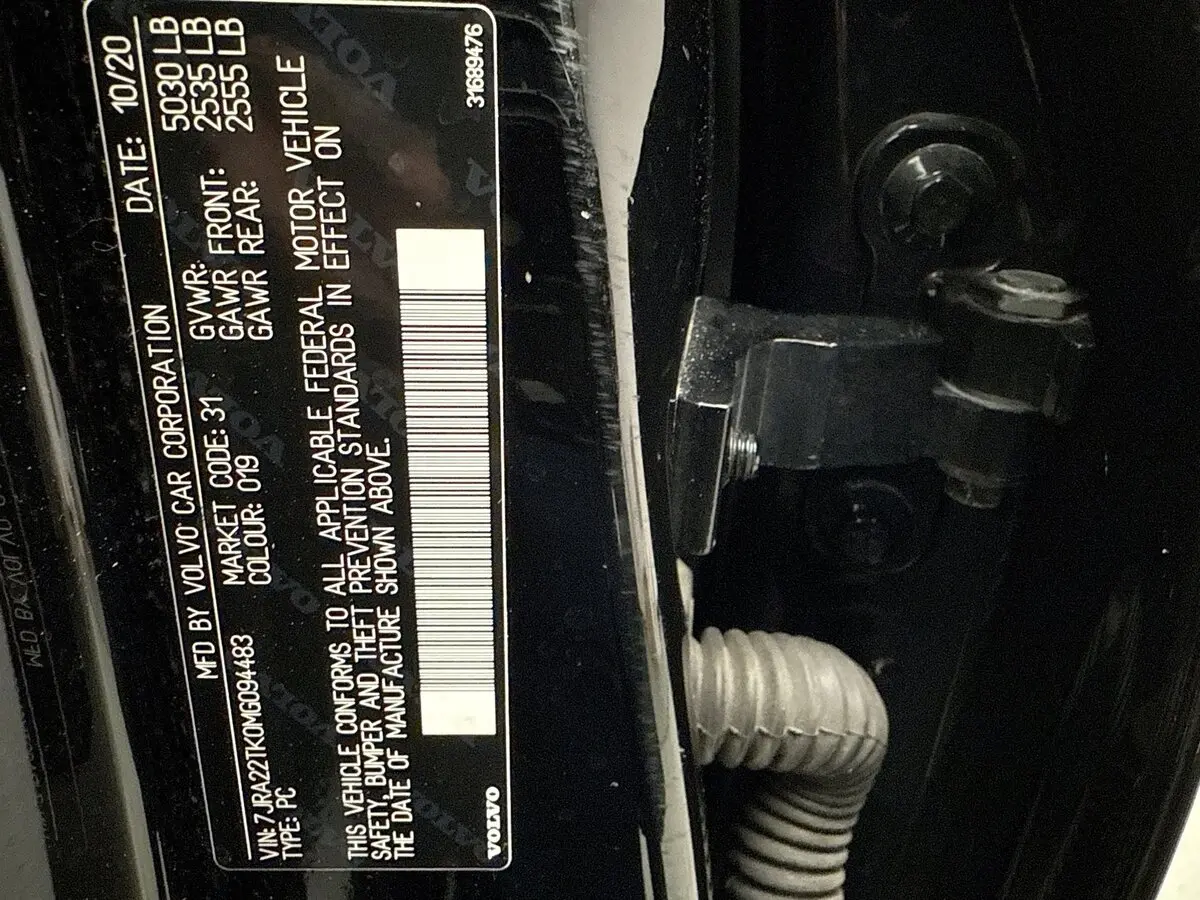 MFD BY VOLVO CAR CORPORATION DATE: 10/20
VIN: 7JRA22TK0MG094483 MARKET CODE: 31 GVWR: 5030 LB
TYPE: PC COLOUR: 019 GAWR FRONT: 2535 LB
GAWR REAR: 2555 LB
THIS VEHICLE CONFORMS TO ALL APPLICABLE FEDERAL MOTOR VEHICLE
SAFETY, BUMPER AND THEFT PREVENTION STANDARDS IN EFFECT ON
THE DATE OF MANUFACTURE SHOWN ABOVE.
VOLVO 31689476